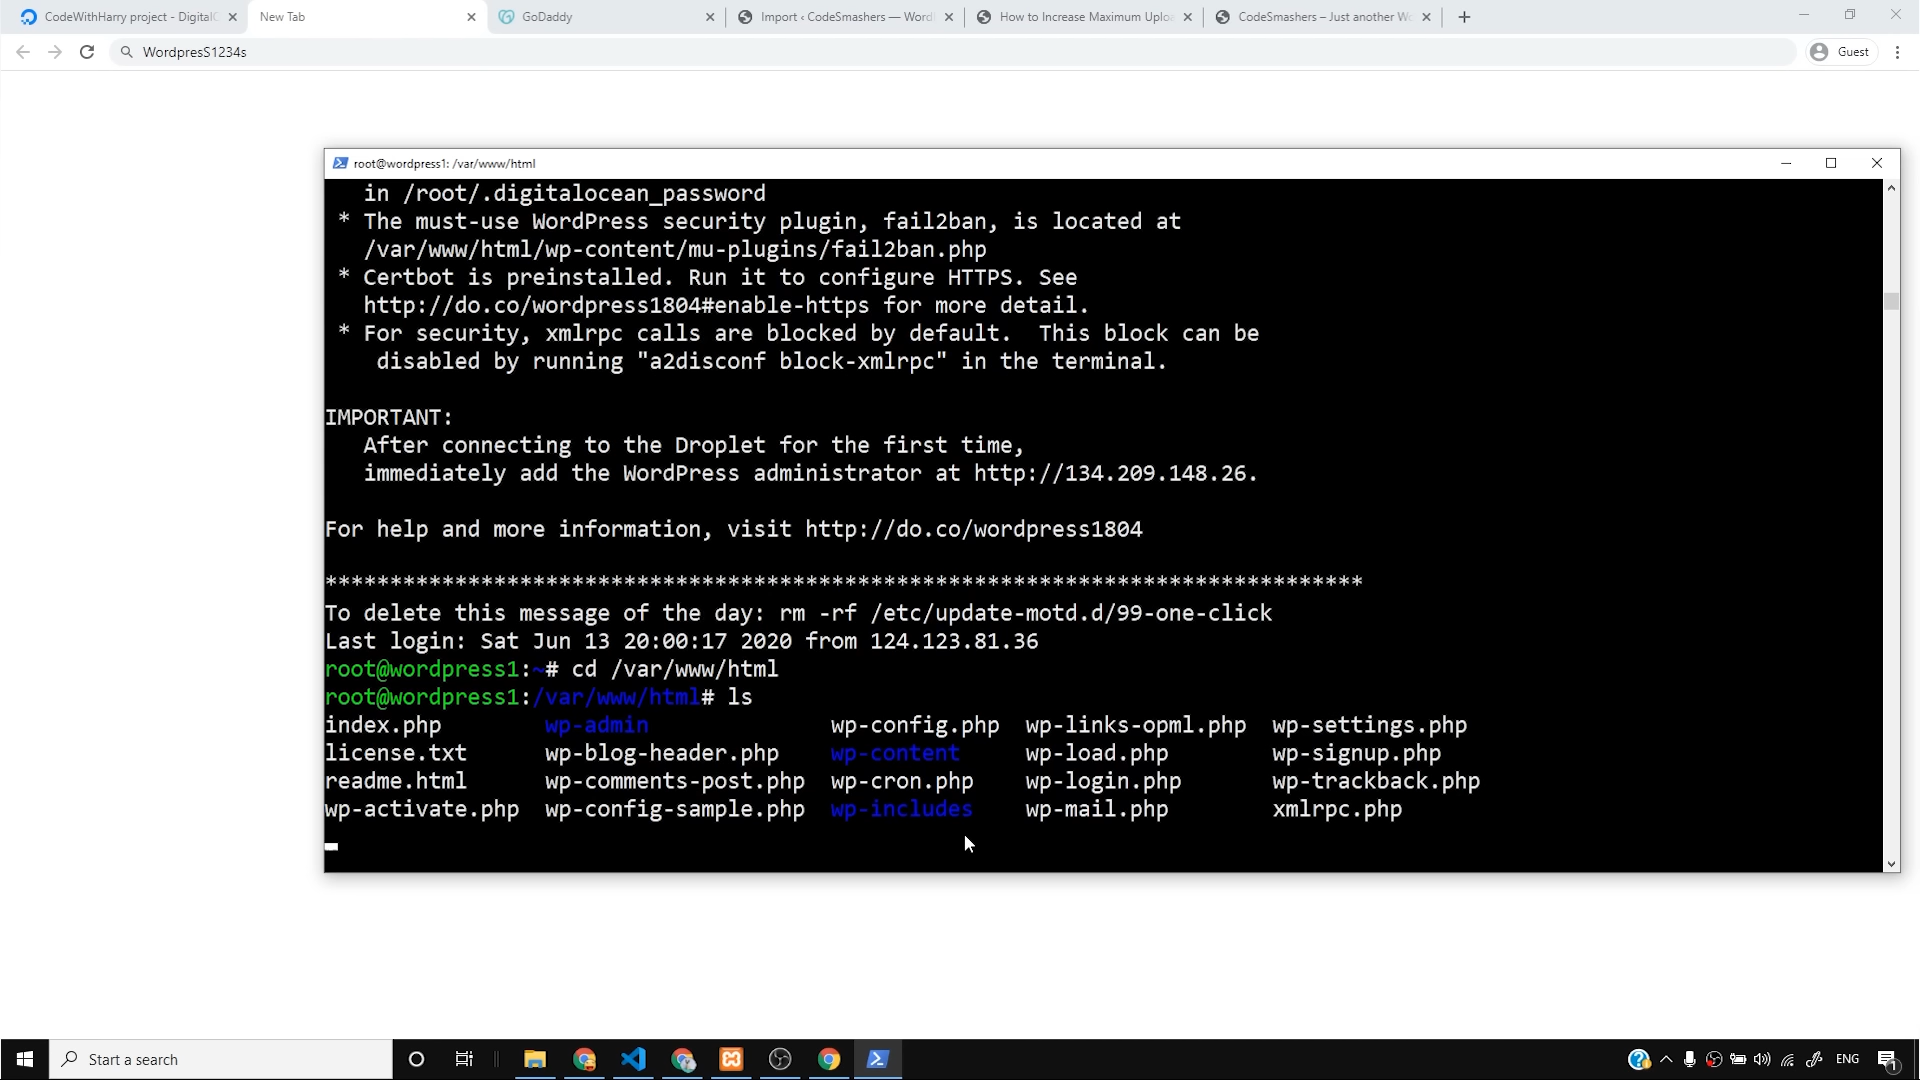 CodeWithHarry project - DigitalO
New Tab
GoDaddy
Import ‹ CodeSmashers — Word
How to Increase Maximum Uplo
CodeSmashers – Just another Wo
WordpresS1234s
Guest
root@wordpress1: /var/www/html
in /root/.digitalocean_password
* The must-use WordPress security plugin, fail2ban, is located at
/var/www/html/wp-content/mu-plugins/fail2ban.php
* Certbot is preinstalled. Run it to configure HTTPS. See
http://do.co/wordpress1804#enable-https for more detail.
* For security, xmlrpc calls are blocked by default.  This block can be
disabled by running "a2disconf block-xmlrpc" in the terminal.
IMPORTANT:
After connecting to the Droplet for the first time,
immediately add the WordPress administrator at http://134.209.148.26.
For help and more information, visit http://do.co/wordpress1804
********************************************************************************
To delete this message of the day: rm -rf /etc/update-motd.d/99-one-click
Last login: Sat Jun 13 20:00:17 2020 from 124.123.81.36
root@wordpress1:~# cd /var/www/html
root@wordpress1:/var/www/html# ls
index.php wp-admin wp-config.php wp-links-opml.php wp-settings.php
license.txt wp-blog-header.php wp-content wp-load.php wp-signup.php
readme.html wp-comments-post.php wp-cron.php wp-login.php wp-trackback.php
wp-activate.php wp-config-sample.php wp-includes wp-mail.php xmlrpc.php
Start a search
ENG
1